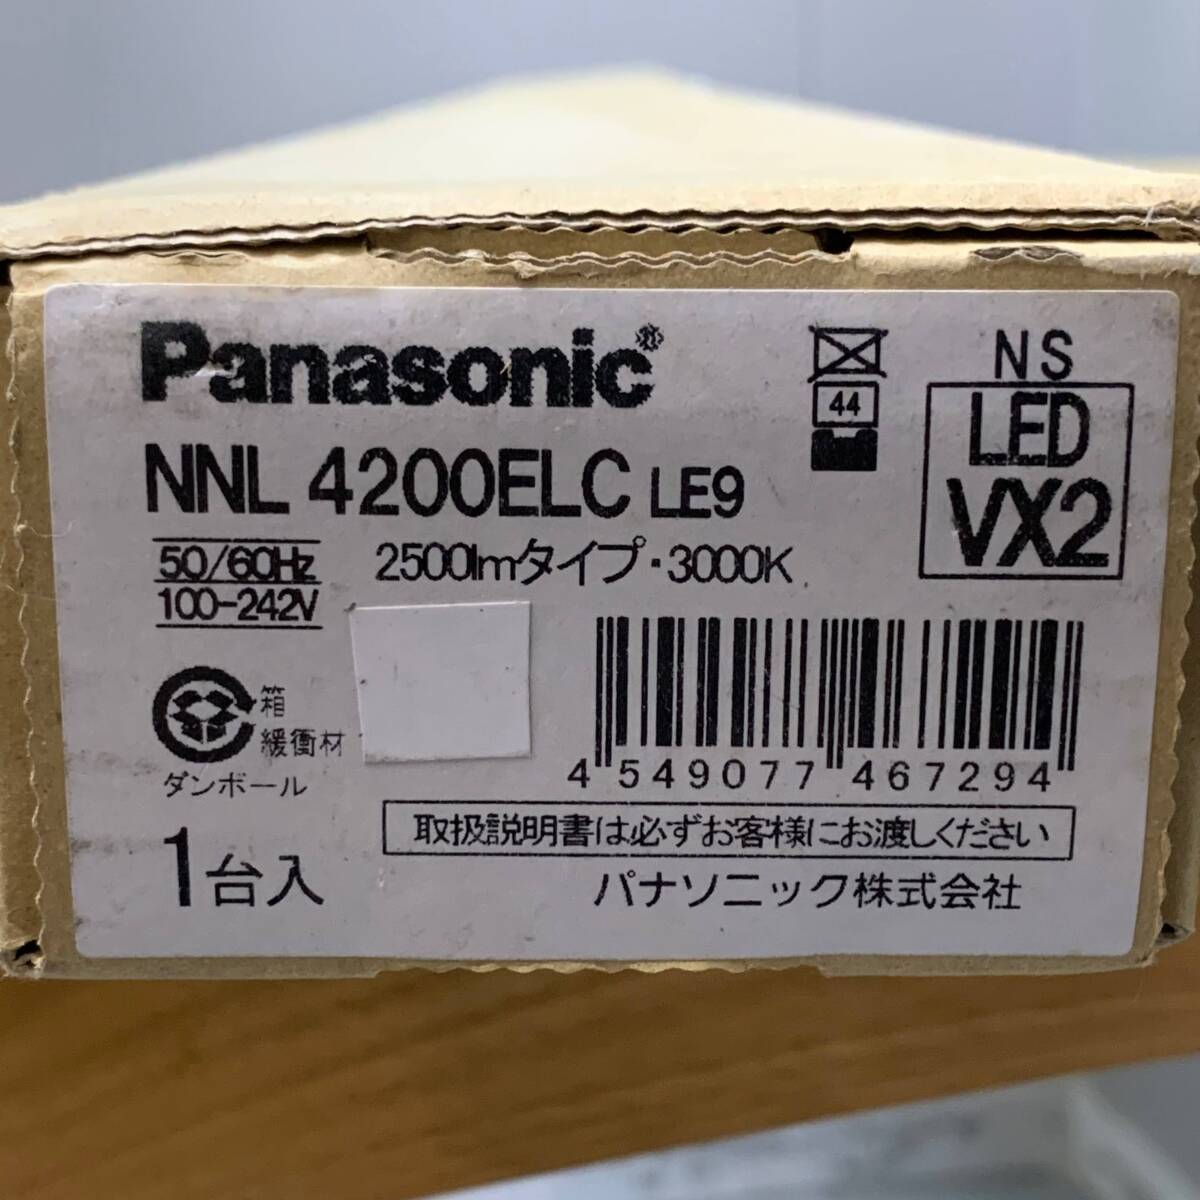 Panasonic®
NNL 4200ELC LE9
50/60Hz
100-242V
2500lmタイプ・3000K
44
NS
LED
VX2
箱
緩衝材
ダンボール
1台入
4 549077 467294
取扱説明書は必ずお客様にお渡しください
パナソニック株式会社